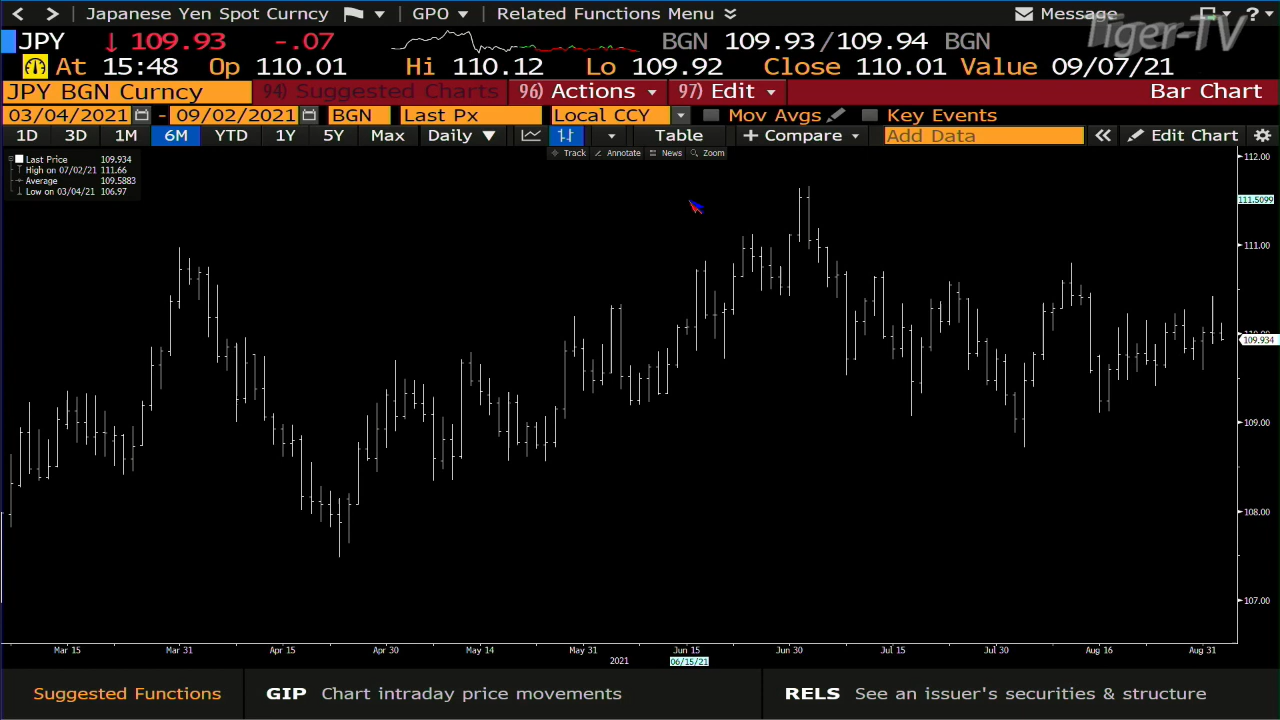 < > Japanese Yen Spot Curncy GPO Related Functions Menu Message ?
Tiger-TV
JPY ↓ 109.93 -.07 BGN 109.93/109.94 BGN
At 15:48 Op 110.01 Hi 110.12 Lo 109.92 Close 110.01 Value 09/07/21
JPY BGN Curncy 94) Suggested Charts 96) Actions 97) Edit Bar Chart
03/04/2021 - 09/02/2021 BGN Last Px Local CCY Mov Avgs Key Events
1D 3D 1M 6M YTD 1Y 5Y Max Daily ▼ Table + Compare Add Data « Edit Chart
Track Annotate News Zoom
Last Price 109.934
High on 07/02/21 111.66
Average 109.5883
Low on 03/04/21 106.97
112.00
111.5099
111.00
109.934
109.00
108.00
107.00
Mar 15 Mar 31 Apr 15 Apr 30 May 14 May 31 Jun 15 Jun 30 Jul 15 Jul 30 Aug 16 Aug 31
2021 06/15/21
Suggested Functions GIP Chart intraday price movements RELS See an issuer's securities & structure